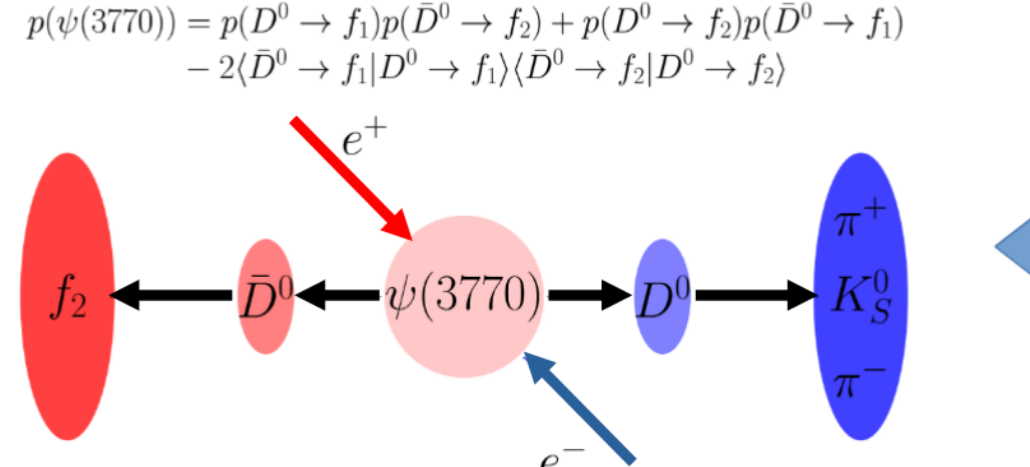 p(ψ(3770)) = p(D⁰ → f₁)p(D̄⁰ → f₂) + p(D⁰ → f₂)p(D̄⁰ → f₁)
− 2⟨D̄⁰ → f₁|D⁰ → f₁⟩⟨D̄⁰ → f₂|D⁰ → f₂⟩
e⁺
π⁺
f₂ D̄⁰ ψ(3770) D⁰ K_S⁰
π⁻
e⁻